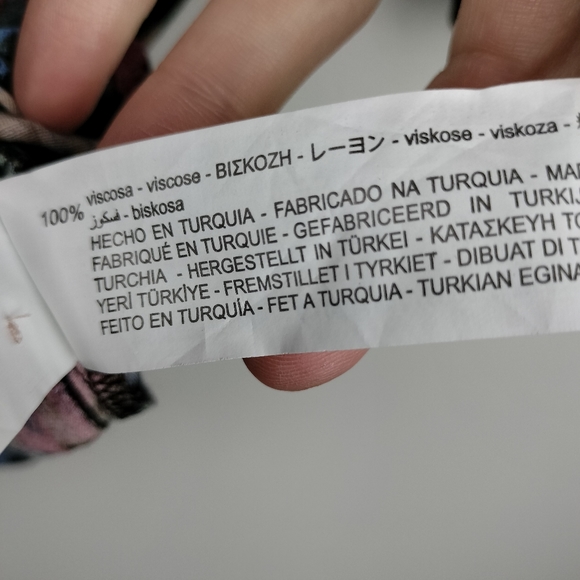 100% viscosa - viscose - ΒΙΣΚΟΖΗ - レーヨン - viskose - viskoza -
فسكوز - biskosa
HECHO EN TURQUIA - FABRICADO NA TURQUIA -
FABRIQUÉ EN TURQUIE - GEFABRICEERD IN
TURCHIA - HERGESTELLT IN TÜRKEI -
YERİ TÜRKİYE - FREMSTILLET I TYRKIET - DIBUAT DI
FEITO EN TURQUÍA - FET A TURQUIA - TURKIAN